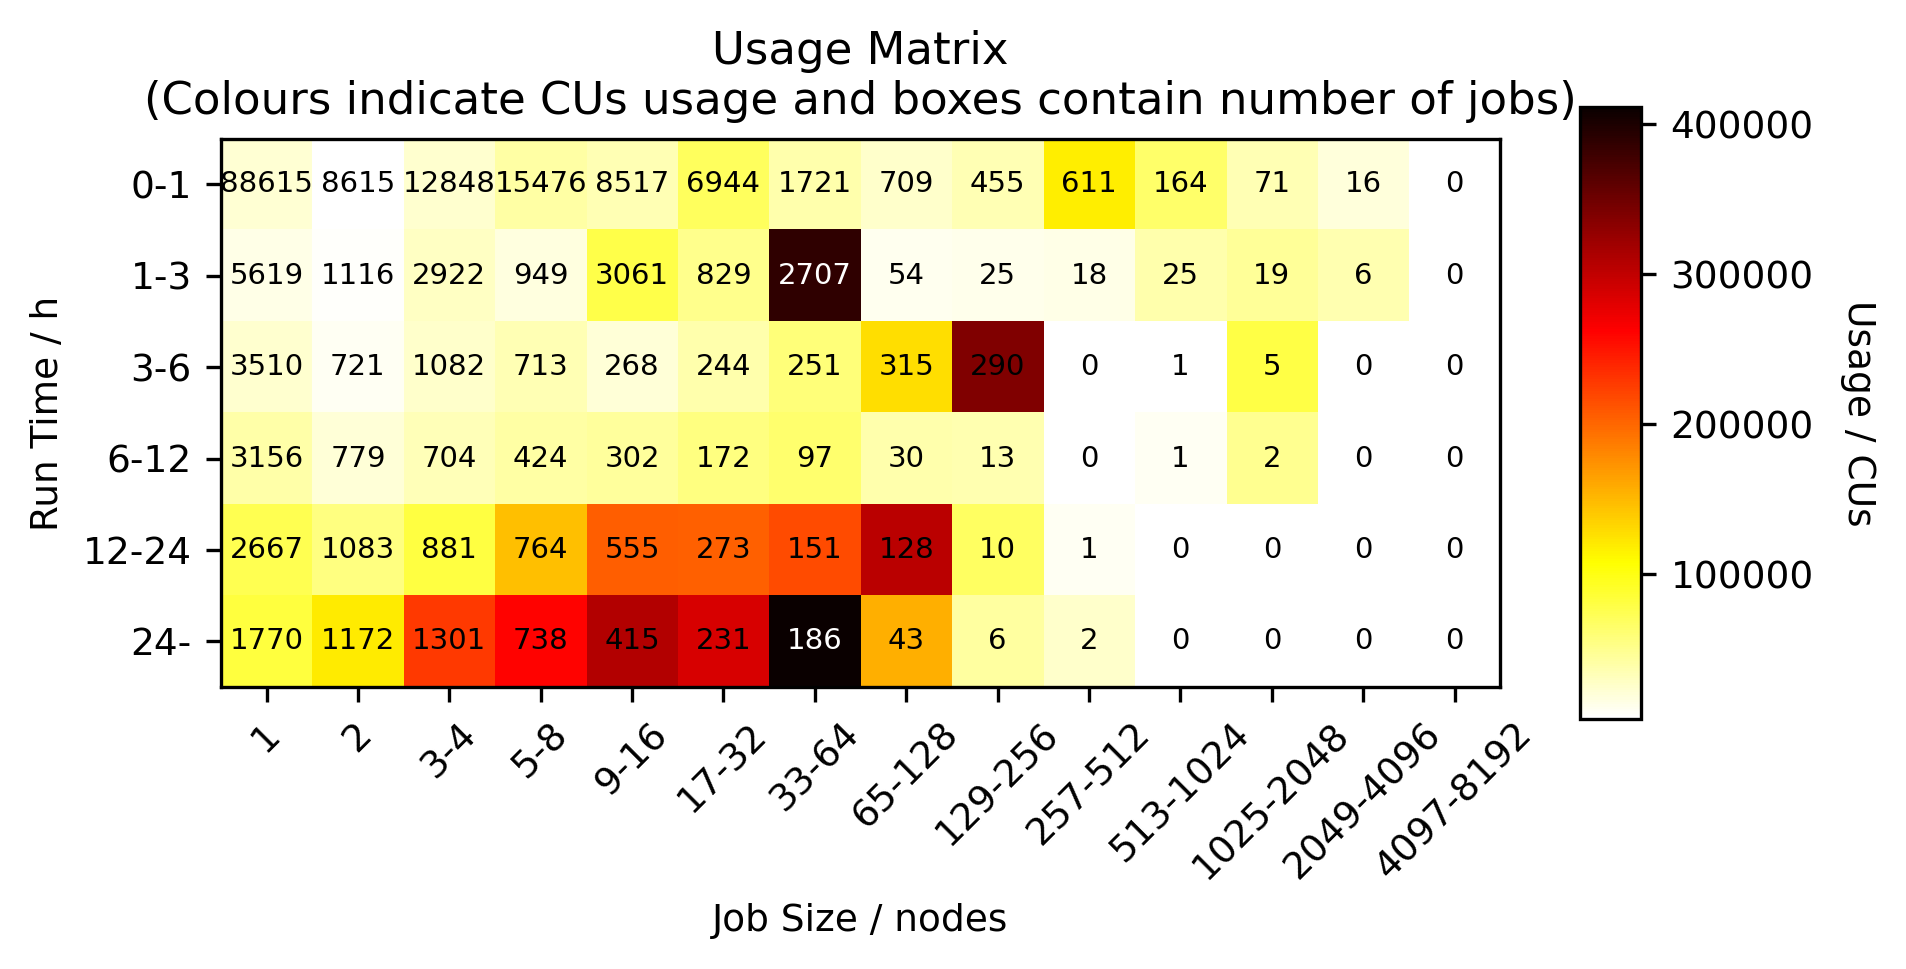 Usage Matrix
(Colours indicate CUs usage and boxes contain number of jobs)
0-1 88615 8615 12848 15476 8517 6944 1721 709 455 611 164 71 16 0
1-3 5619 1116 2922 949 3061 829 2707 54 25 18 25 19 6 0
3-6 3510 721 1082 713 268 244 251 315 290 0 1 5 0 0
6-12 3156 779 704 424 302 172 97 30 13 0 1 2 0 0
12-24 2667 1083 881 764 555 273 151 128 10 1 0 0 0 0
24- 1770 1172 1301 738 415 231 186 43 6 2 0 0 0 0
Run Time / h
1 2 3-4 5-8 9-16 17-32 33-64 65-128 129-256 257-512 513-1024 1025-2048 2049-4096 4097-8192
Job Size / nodes
400000
300000
200000
100000
Usage / CUs